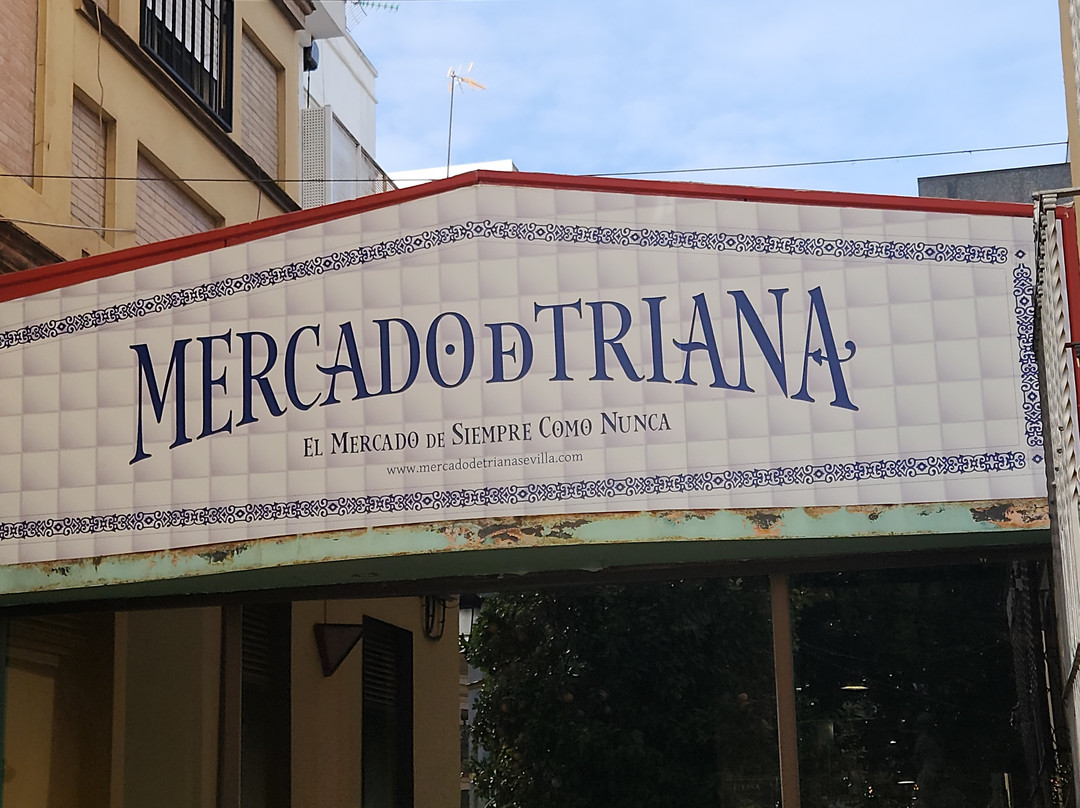 MERCADO DE TRIANA
EL MERCADO DE SIEMPRE COMO NUNCA
www.mercadodetrianasevilla.com